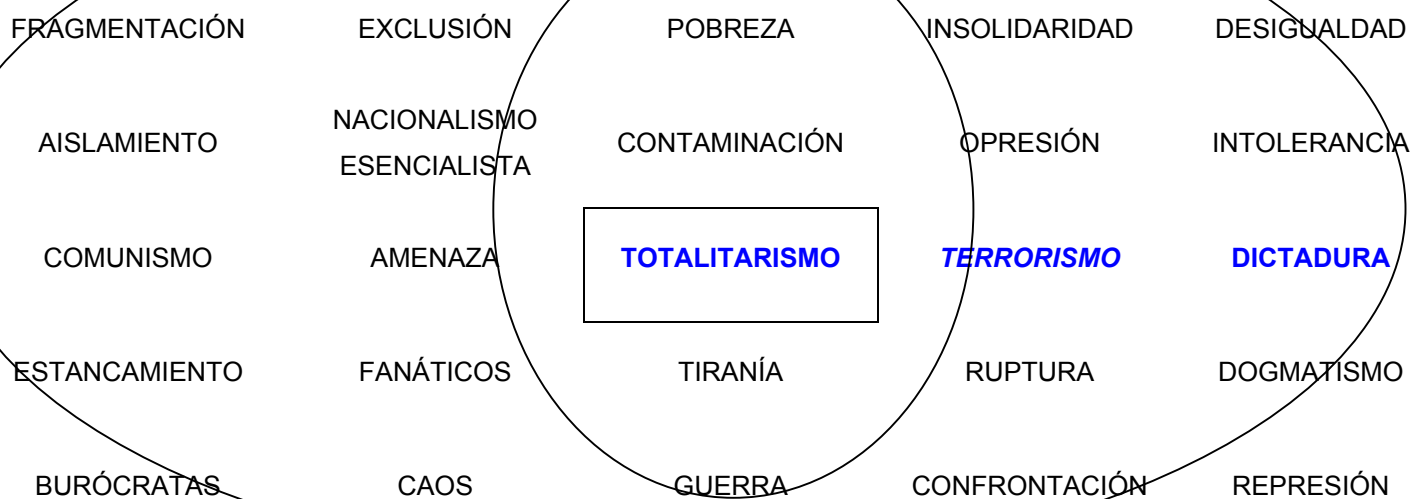 FRAGMENTACIÓN EXCLUSIÓN POBREZA INSOLIDARIDAD DESIGUALDAD
AISLAMIENTO NACIONALISMO ESENCIALISTA CONTAMINACIÓN OPRESIÓN INTOLERANCIA
COMUNISMO AMENAZA TOTALITARISMO TERRORISMO DICTADURA
ESTANCAMIENTO FANÁTICOS TIRANÍA RUPTURA DOGMATISMO
BURÓCRATAS CAOS GUERRA CONFRONTACIÓN REPRESIÓN